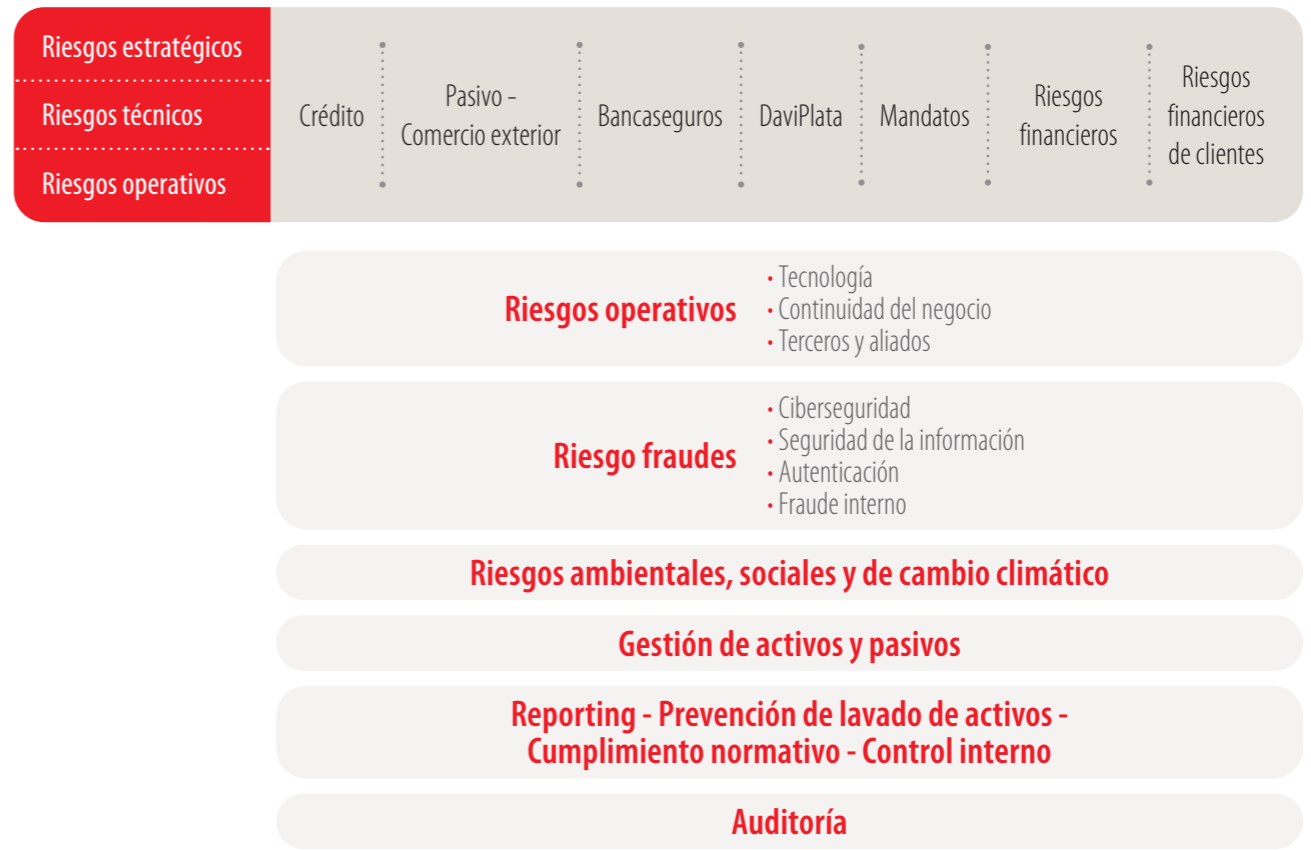 Riesgos estratégicos
Riesgos técnicos
Riesgos operativos
Crédito
Pasivo -
Comercio exterior
Bancaseguros
DaviPlata
Mandatos
Riesgos
financieros
Riesgos
financieros
de clientes
Riesgos operativos
• Tecnología
• Continuidad del negocio
• Terceros y aliados
Riesgo fraudes
• Ciberseguridad
• Seguridad de la información
• Autenticación
• Fraude interno
Riesgos ambientales, sociales y de cambio climático
Gestión de activos y pasivos
Reporting - Prevención de lavado de activos -
Cumplimiento normativo - Control interno
Auditoría